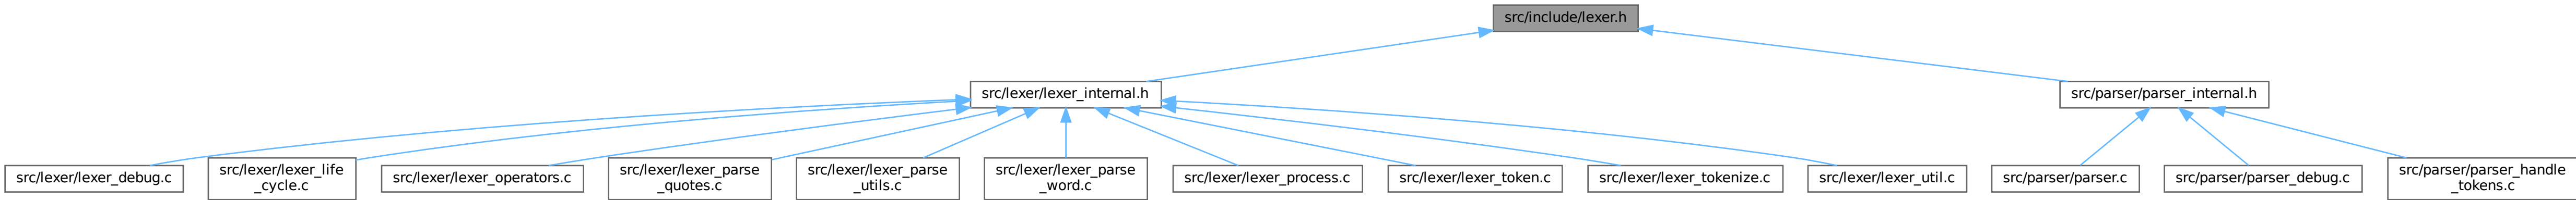 src/include/lexer.h
src/lexer/lexer_internal.h
src/parser/parser_internal.h
src/lexer/lexer_debug.c
src/lexer/lexer_life
_cycle.c
src/lexer/lexer_operators.c
src/lexer/lexer_parse
_quotes.c
src/lexer/lexer_parse
_utils.c
src/lexer/lexer_parse
_word.c
src/lexer/lexer_process.c
src/lexer/lexer_token.c
src/lexer/lexer_tokenize.c
src/lexer/lexer_util.c
src/parser/parser.c
src/parser/parser_debug.c
src/parser/parser_handle
_tokens.c